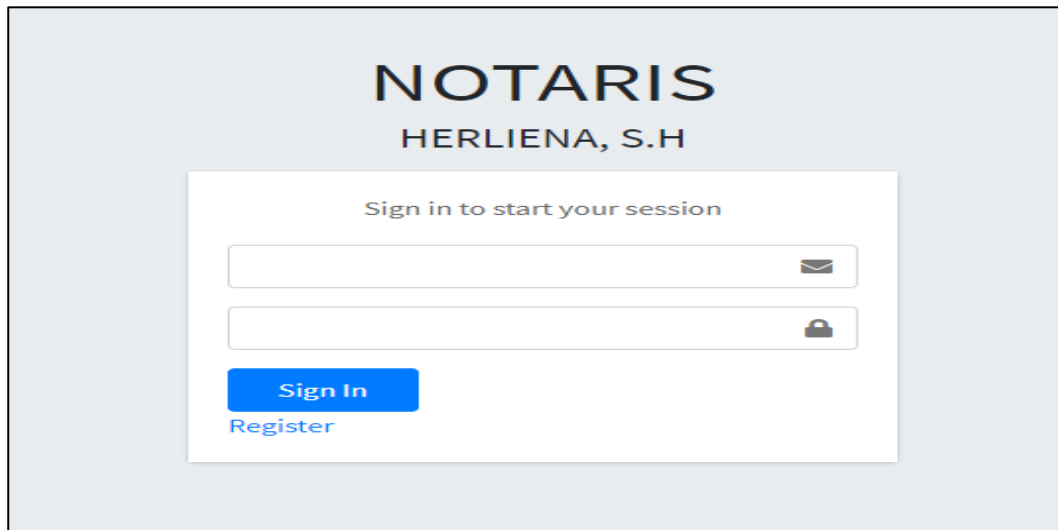 NOTARIS
HERLIENA, S.H
Sign in to start your session
Sign In
Register